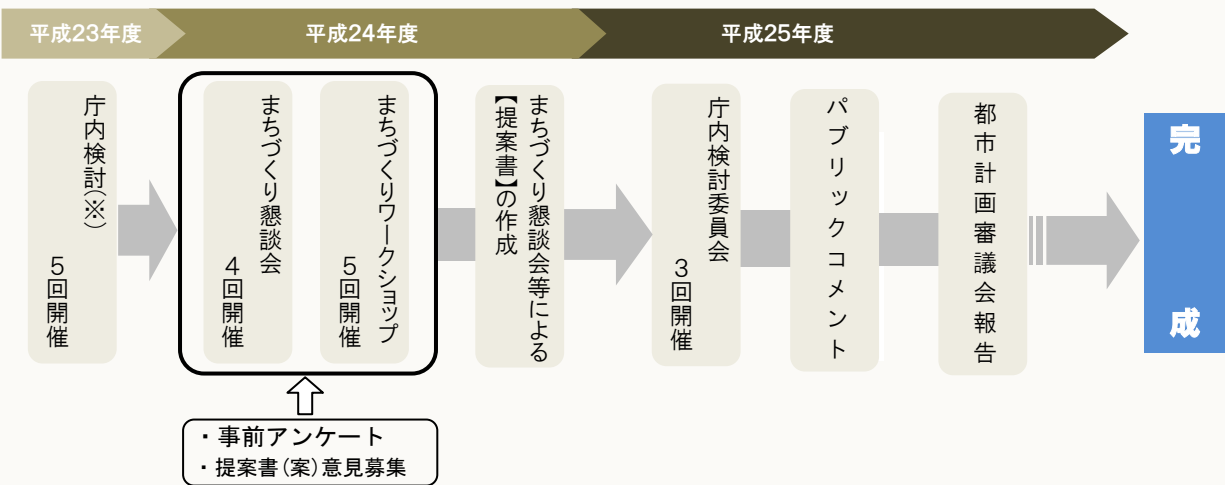 平成23年度
平成24年度
平成25年度
庁内検討(※)
5回開催
まちづくり懇談会
4回開催
まちづくりワークショップ
5回開催
まちづくり懇談会等による
【提案書】の作成
庁内検討委員会
3回開催
パブリックコメント
都市計画審議会報告
完成
・事前アンケート
・提案書(案)意見募集